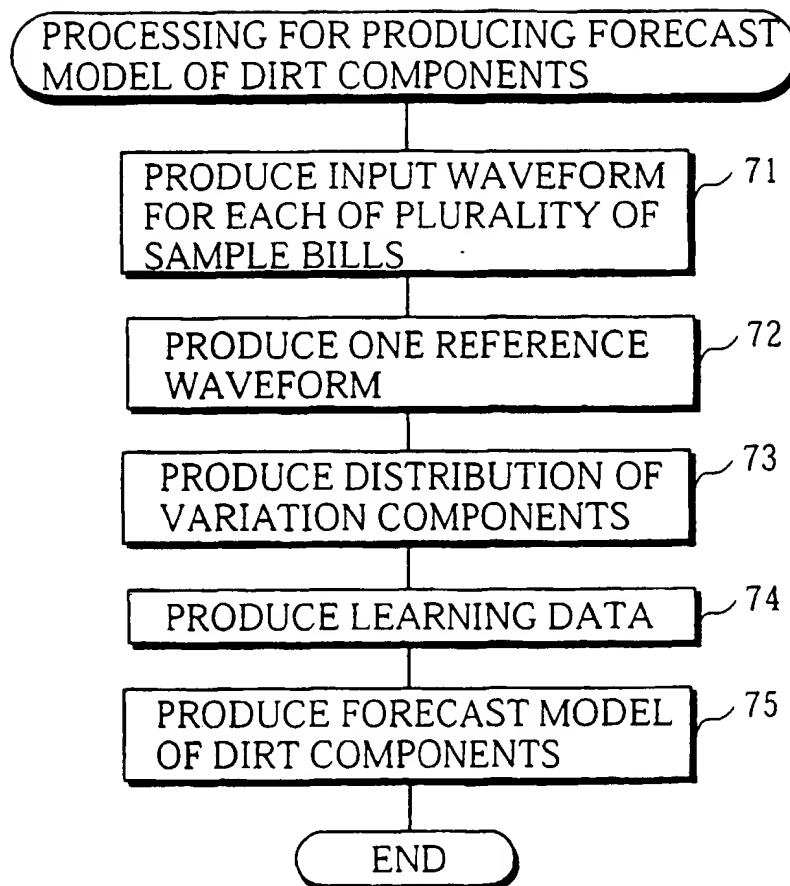 PROCESSING FOR PRODUCING FORECAST
MODEL OF DIRT COMPONENTS
PRODUCE INPUT WAVEFORM
FOR EACH OF PLURALITY OF
SAMPLE BILLS
71
PRODUCE ONE REFERENCE
WAVEFORM
72
PRODUCE DISTRIBUTION OF
VARIATION COMPONENTS
73
PRODUCE LEARNING DATA
74
PRODUCE FORECAST MODEL
OF DIRT COMPONENTS
75
END